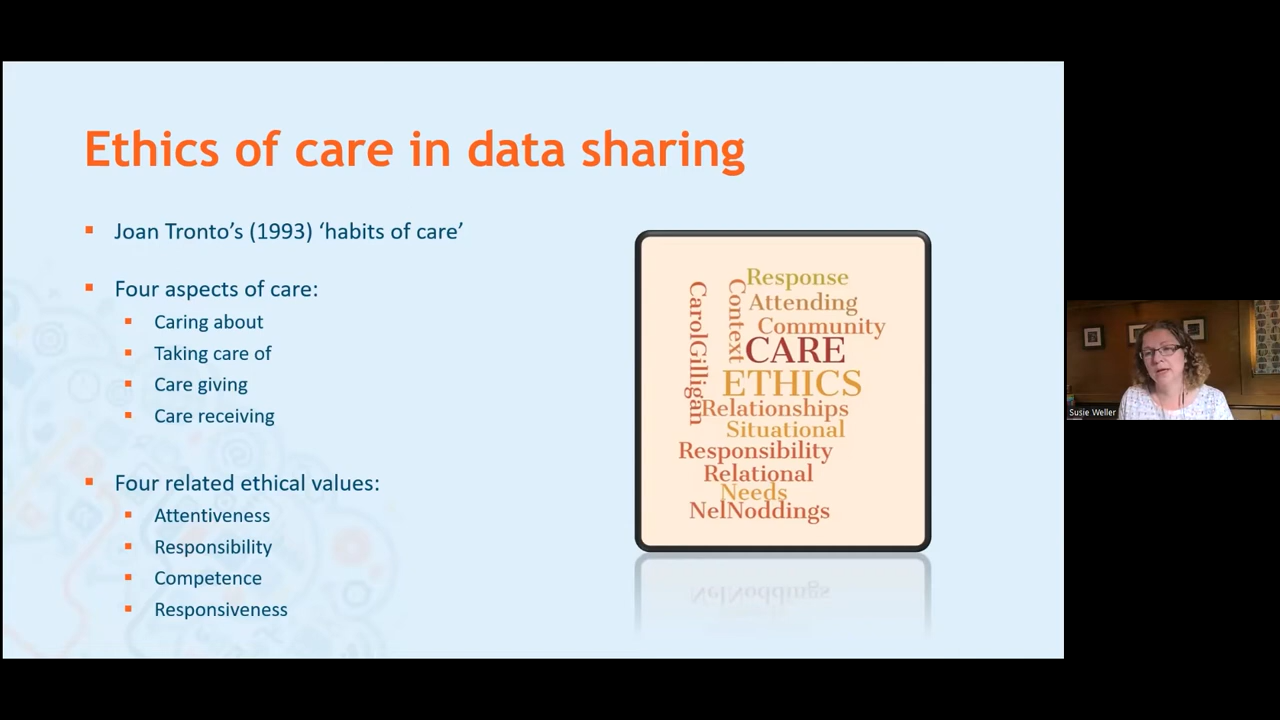 Ethics of care in data sharing
Joan Tronto’s (1993) ‘habits of care’
Four aspects of care:
Caring about
Taking care of
Care giving
Care receiving
Four related ethical values:
Attentiveness
Responsibility
Competence
Responsiveness
CarolGilligan
Context
Response
Attending
Community
CARE
ETHICS
Relationships
Situational
Responsibility
Relational
Needs
NelNoddings
NelNoddings
Susie Weller